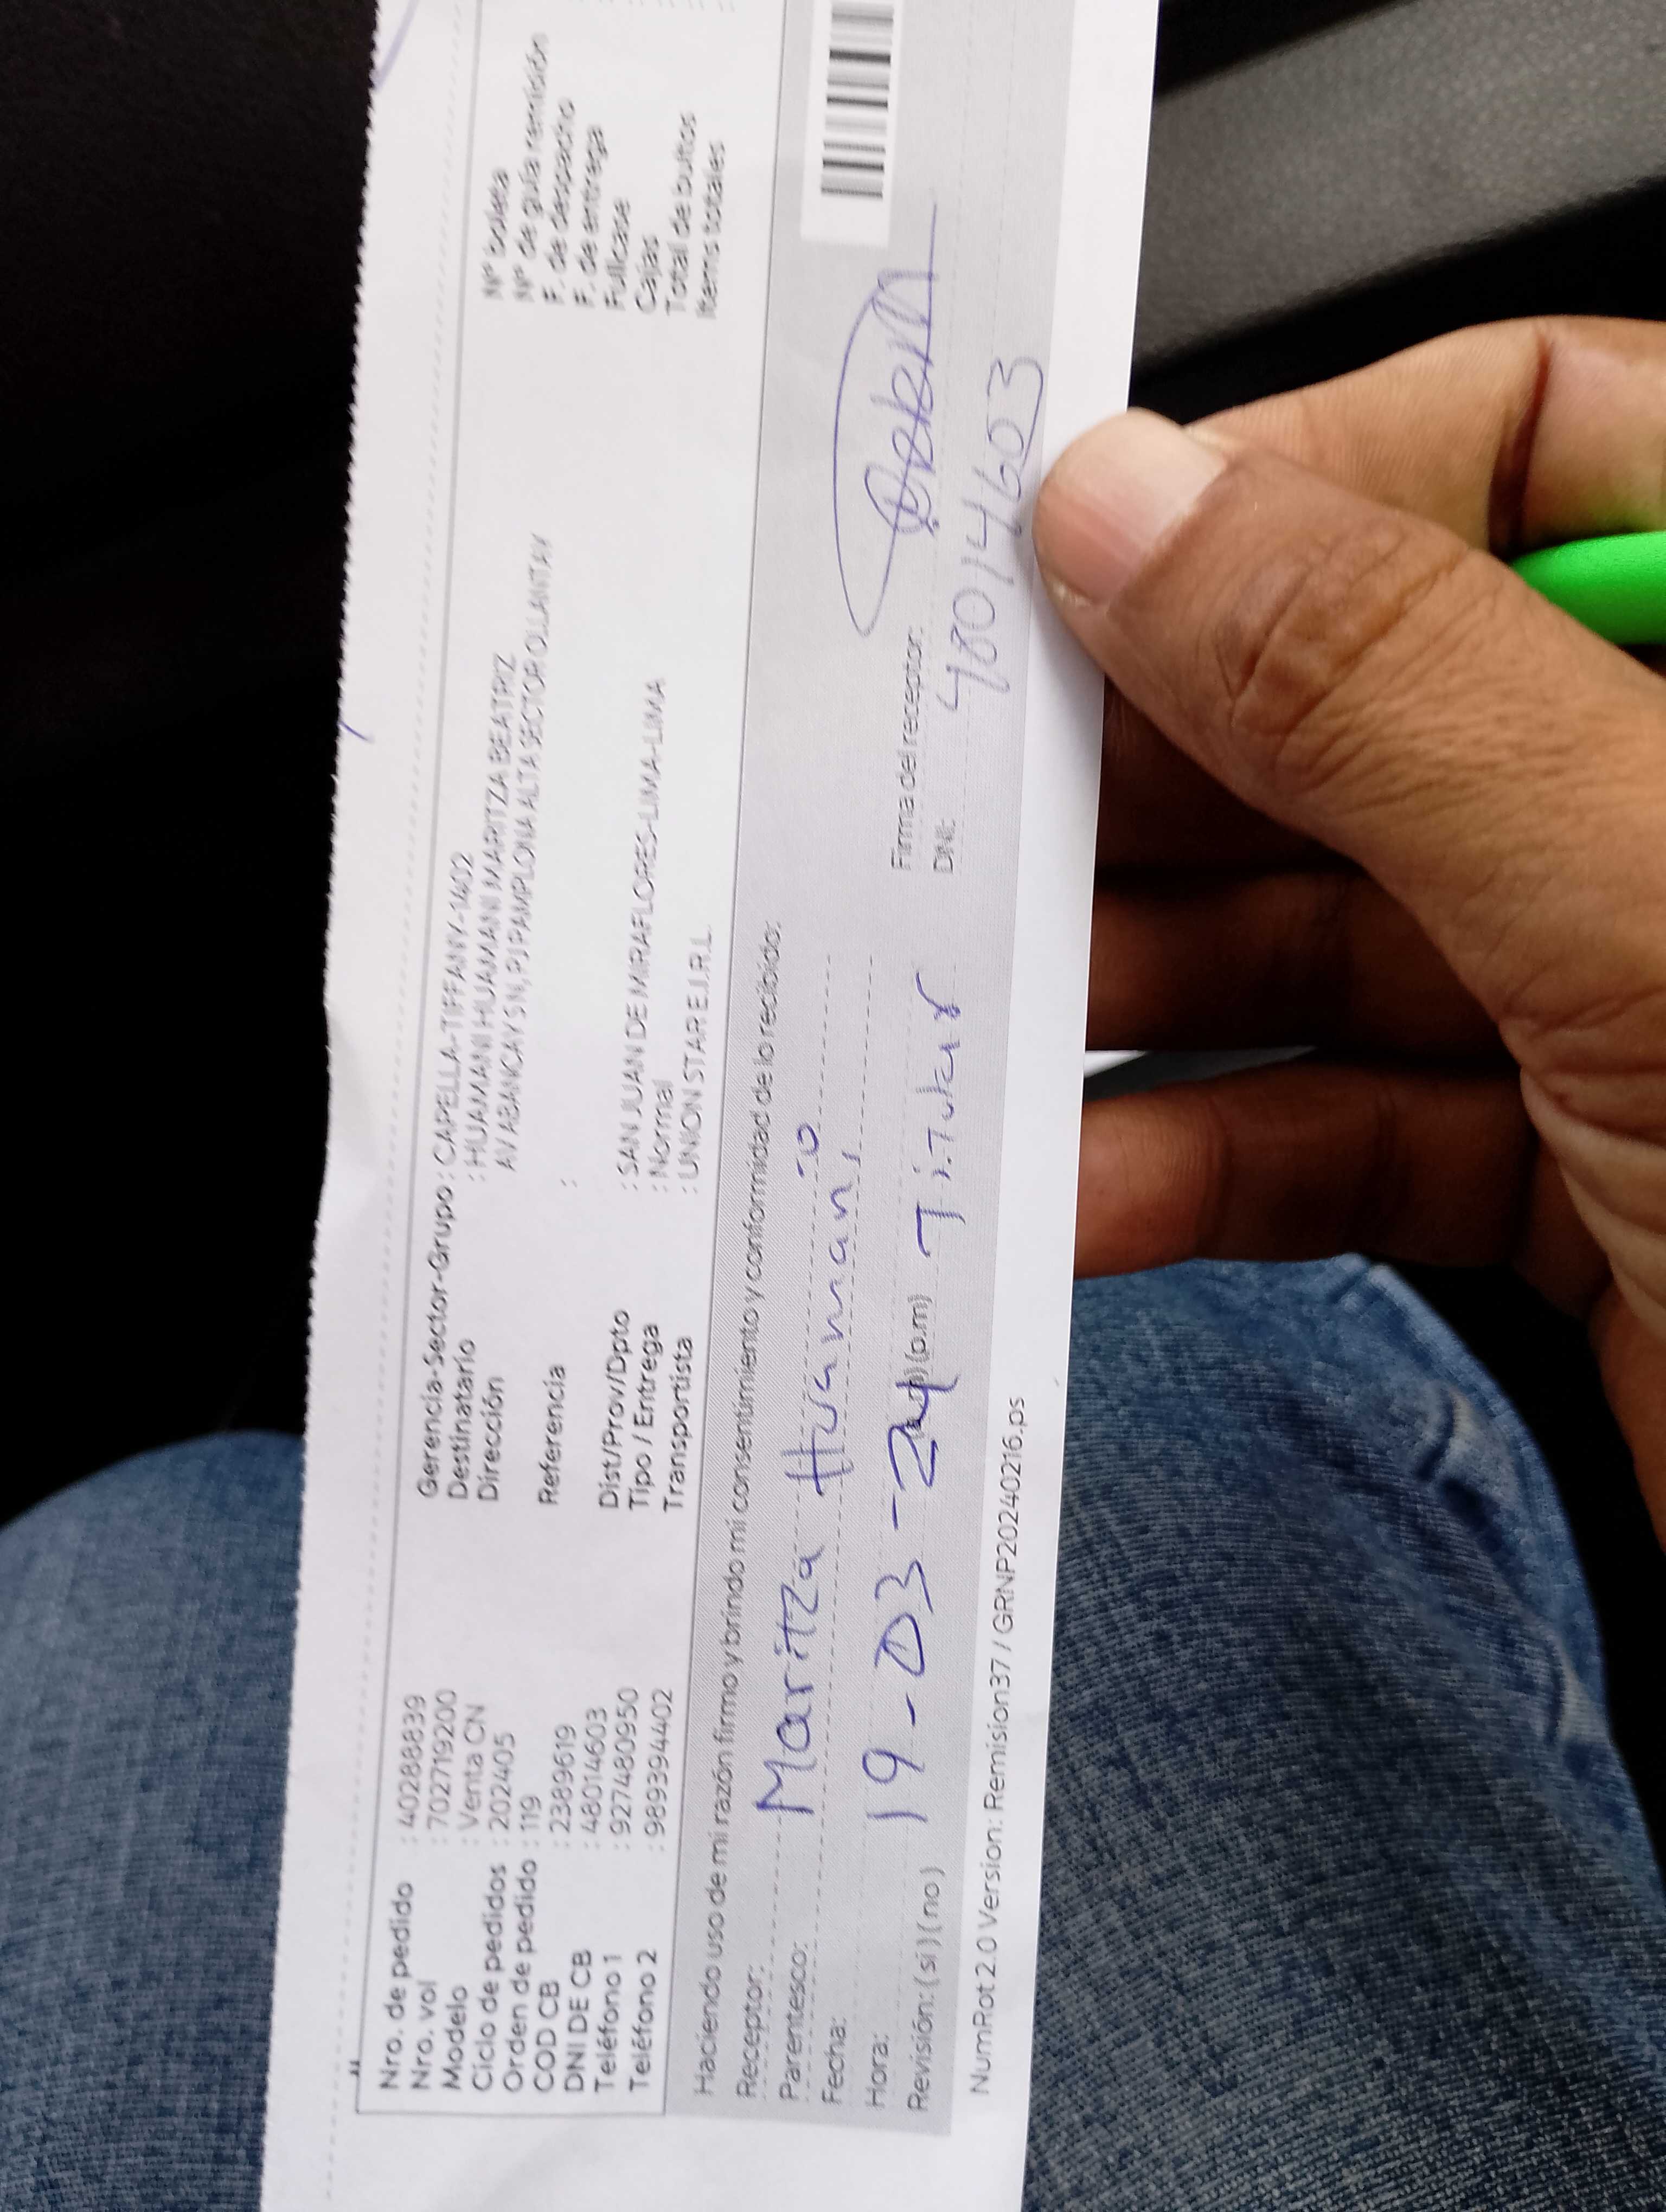 Nro. de pedido : 40288839
Nro. vol : 702719200
Modelo : Venta CN
Ciclo de pedidos : 202405
Orden de pedido : 119
COD CB : 2389619
DNI DE CB : 48014603
Teléfono 1 : 927480950
Teléfono 2 : 989394402
Gerencia-Sector-Grupo : CAPELLA-TIFFANY-1402
Destinatario : HUAMANI HUAMANI MARITZA BEATRIZ
Dirección AV ABANCAY SN, PJ PAMPLONA ALTA SECTOR OLLANTAY
Referencia :
Dist/Prov/Dpto : SAN JUAN DE MIRAFLORES-LIMA-LIMA
Tipo / Entrega : Normal
Transportista : UNION STAR E.I.R.L.
Nº boleta
Nº de guía remisión
F. de despacho
F. de entrega
Fullcase
Cajas
Total de bultos
Items totales
Haciendo uso de mi razón firmo y brindo mi consentimiento y conformidad de lo recibido:
Receptor: Maritza Huamani
Parentesco:
Fecha: 19-03-24
Hora: (p.m) Titular
Revisión: ( si ) ( no )
Firma del receptor:
DNI: 48014603
NumRot 2.0 Version: Remision37 / GRNP20240216.ps